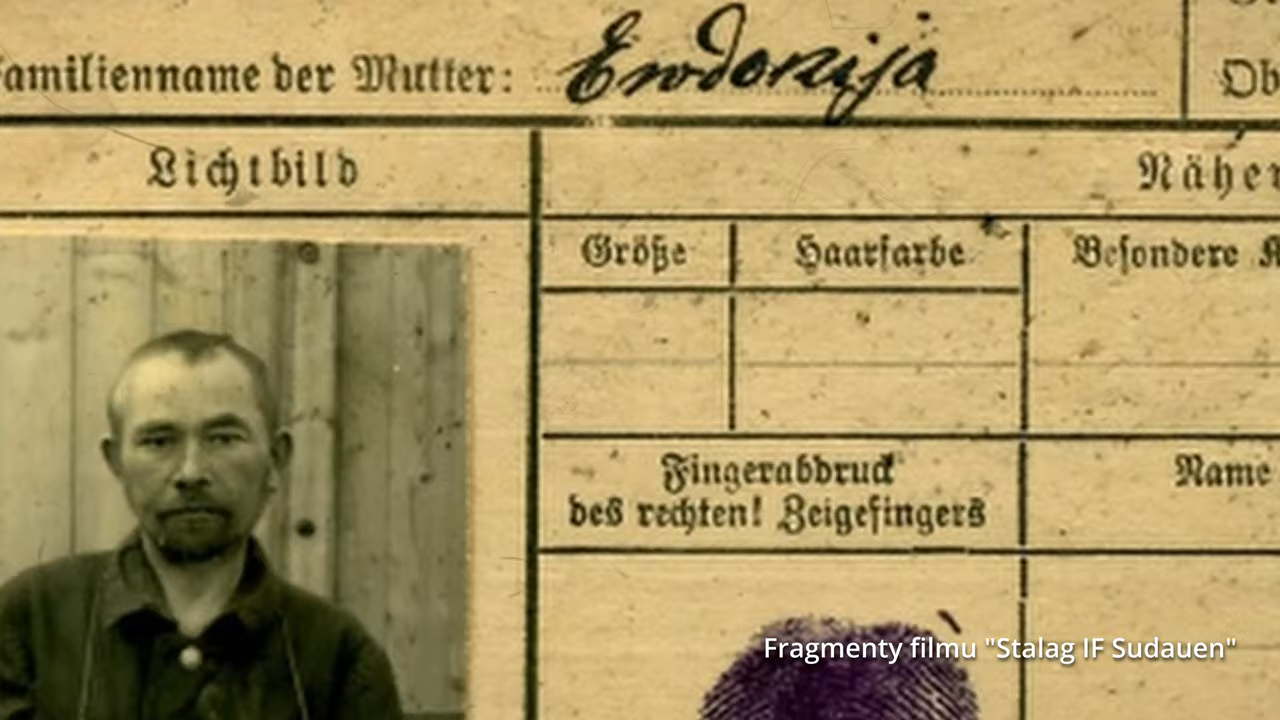 Familienname der Mutter: Ewdokija
Ob
Lichtbild
Näher
Größe
Haarfarbe
Besondere K
Fingerabdruck
des rechten! Zeigefingers
Name
Fragmenty filmu "Stalag IF Sudauen"